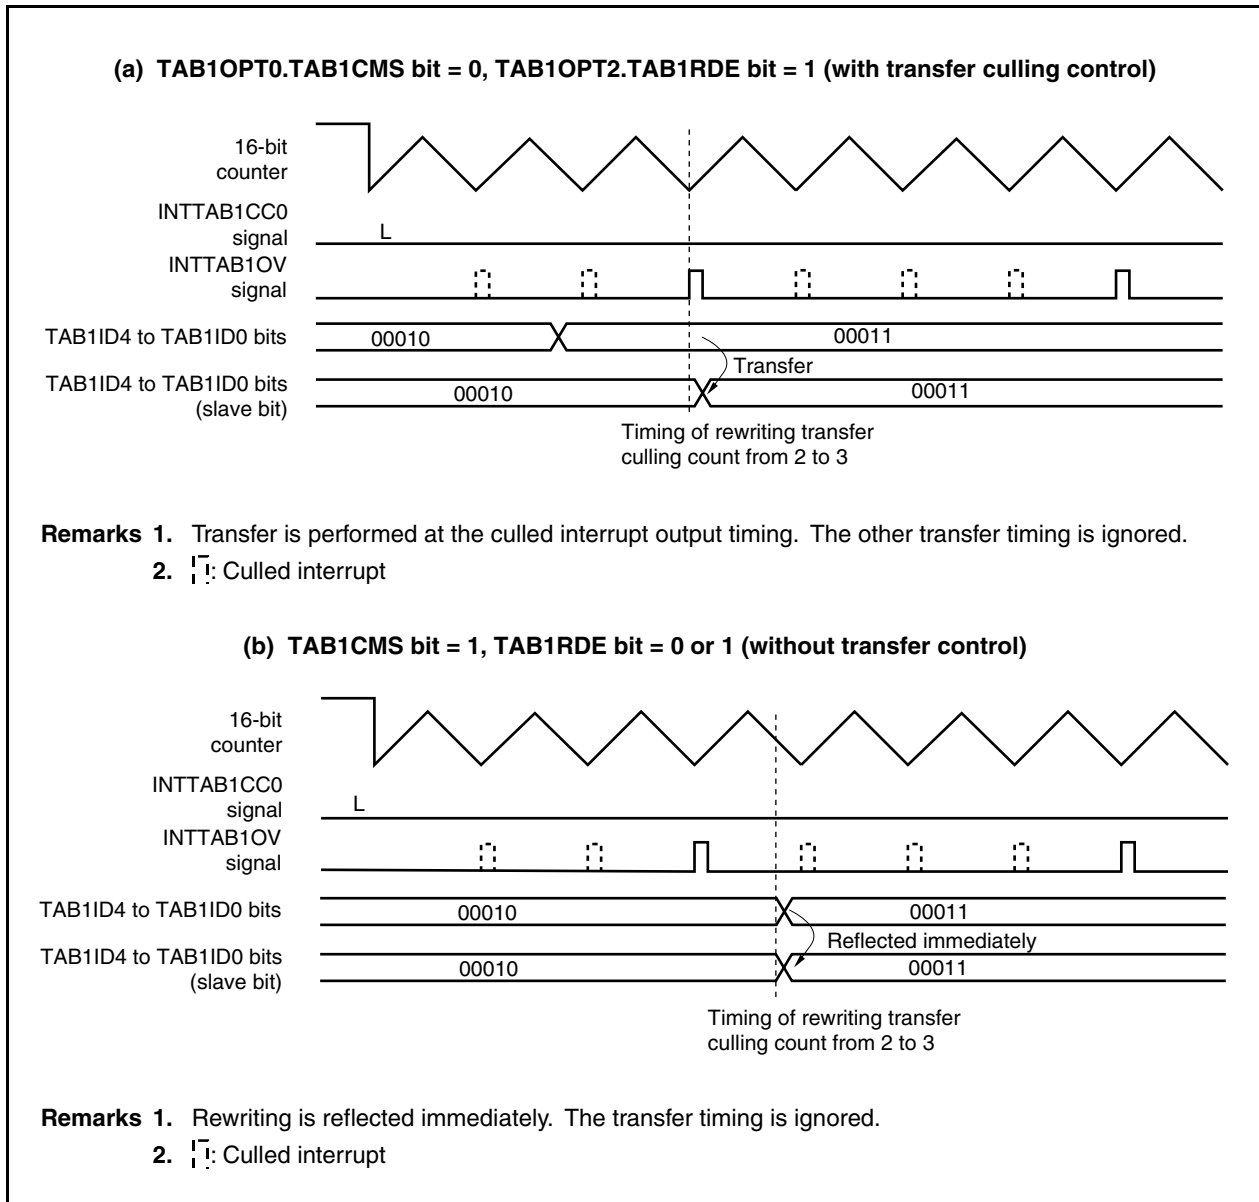 (a) TAB1OPT0.TAB1CMS bit = 0, TAB1OPT2.TAB1RDE bit = 1 (with transfer culling control)
16-bit
counter
INTTAB1CC0
signal
L
INTTAB1OV
signal
TAB1ID4 to TAB1ID0 bits
00010
00011
Transfer
TAB1ID4 to TAB1ID0 bits
(slave bit)
00010
00011
Timing of rewriting transfer
culling count from 2 to 3
Remarks 1. Transfer is performed at the culled interrupt output timing. The other transfer timing is ignored.
2. : Culled interrupt
(b) TAB1CMS bit = 1, TAB1RDE bit = 0 or 1 (without transfer control)
16-bit
counter
INTTAB1CC0
signal
L
INTTAB1OV
signal
TAB1ID4 to TAB1ID0 bits
00010
00011
Reflected immediately
TAB1ID4 to TAB1ID0 bits
(slave bit)
00010
00011
Timing of rewriting transfer
culling count from 2 to 3
Remarks 1. Rewriting is reflected immediately. The transfer timing is ignored.
2. : Culled interrupt